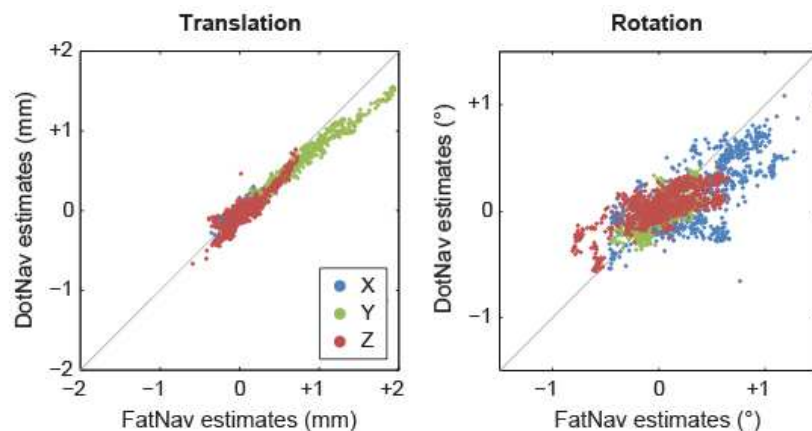 Translation
+2
+1
0
−1
−2
−2
−1
0
+1
+2
DotNav estimates (mm)
FatNav estimates (mm)
X
Y
Z
Rotation
+1
0
−1
−1
0
+1
DotNav estimates (°)
FatNav estimates (°)